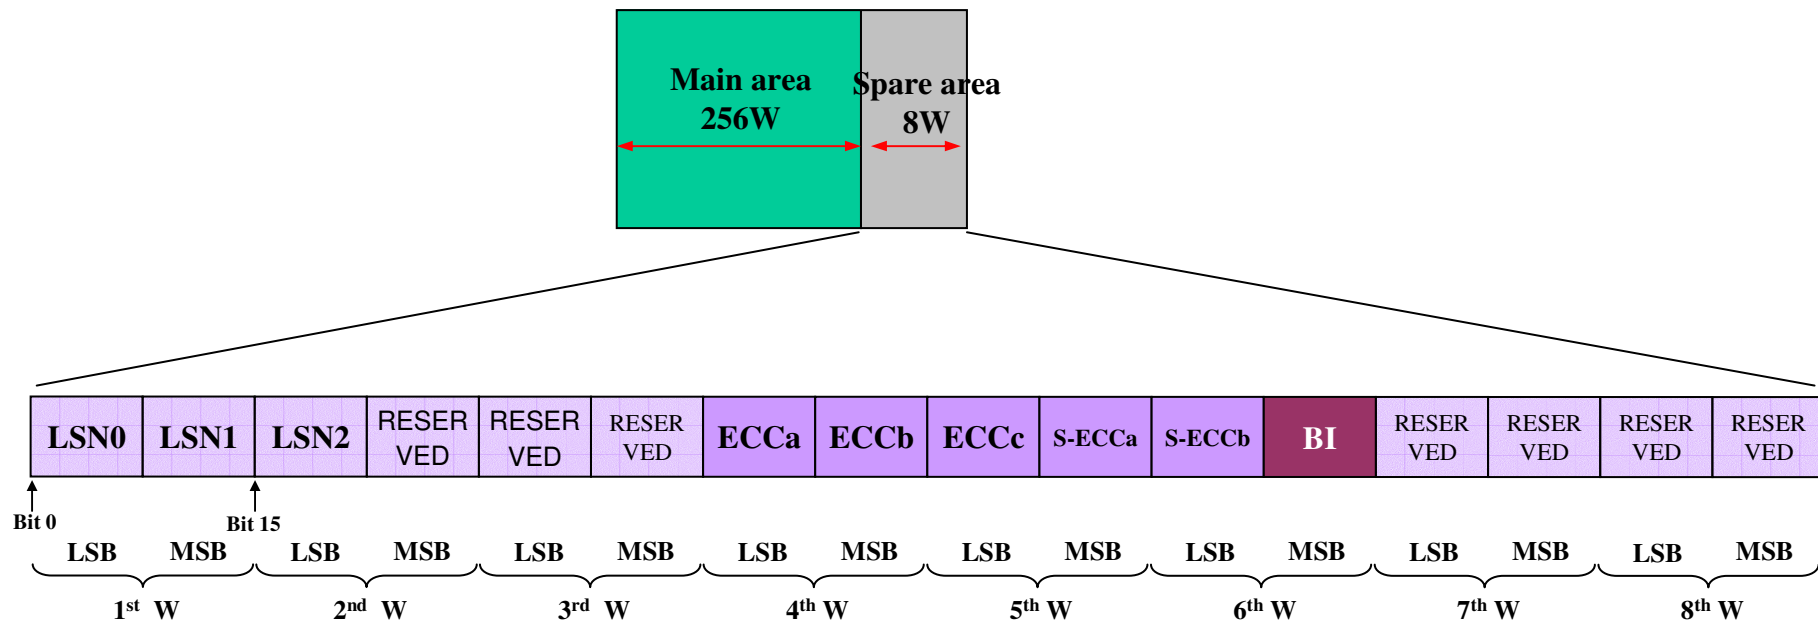 Main area
256W
Spare area
8W
LSN0 LSN1 LSN2 RESER VED RESER VED RESER VED ECCa ECCb ECCc S-ECCa S-ECCb BI RESER VED RESER VED RESER VED RESER VED
Bit 0 Bit 15
LSB MSB LSB MSB LSB MSB LSB MSB LSB MSB LSB MSB LSB MSB LSB MSB
1st W 2nd W 3rd W 4th W 5th W 6th W 7th W 8th W